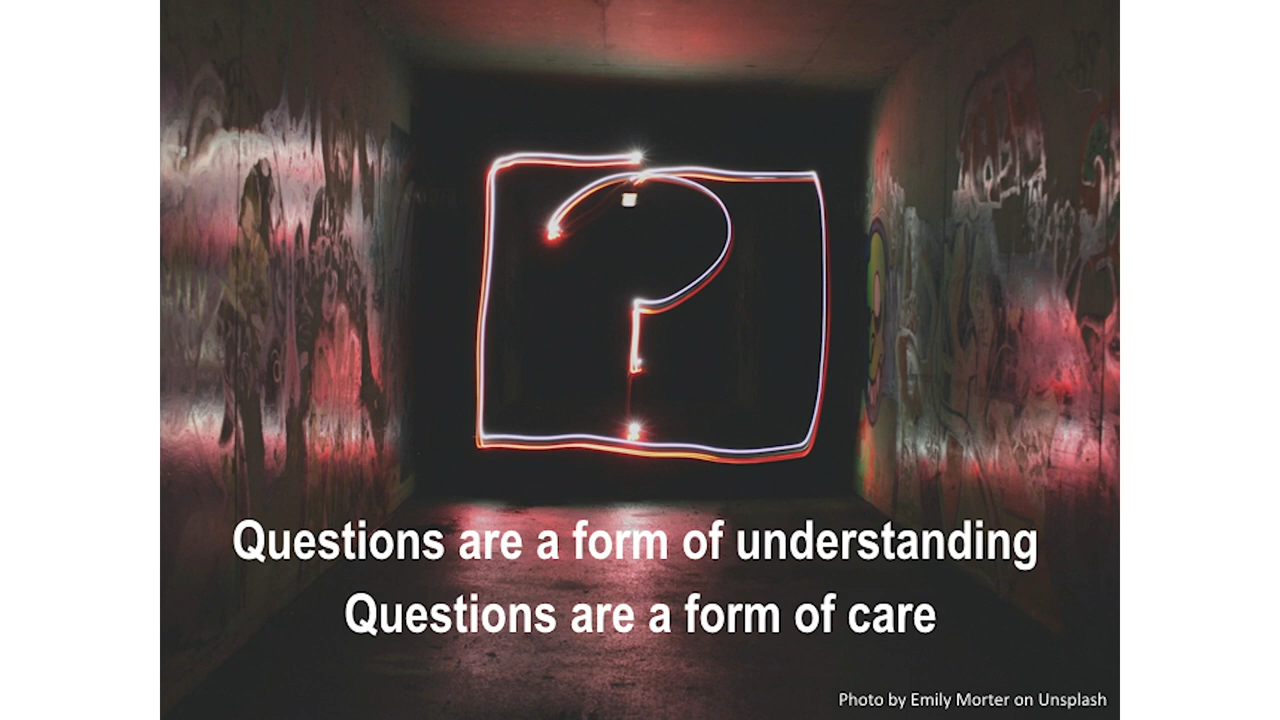 Questions are a form of understanding
Questions are a form of care
Photo by Emily Morter on Unsplash